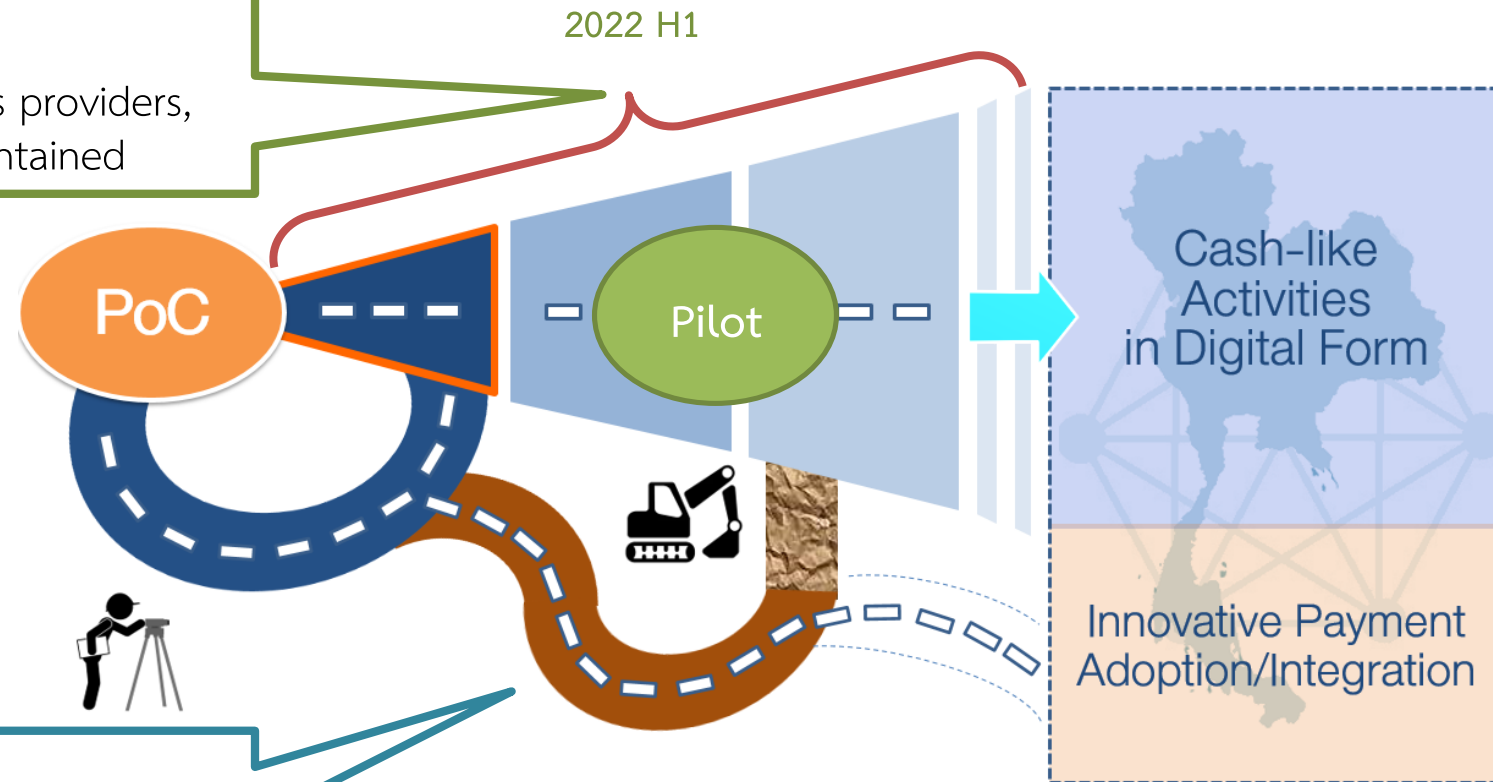 2022 H1
s providers,
ntained
PoC
Pilot
Cash-like
Activities
in Digital Form
Innovative Payment
Adoption/Integration